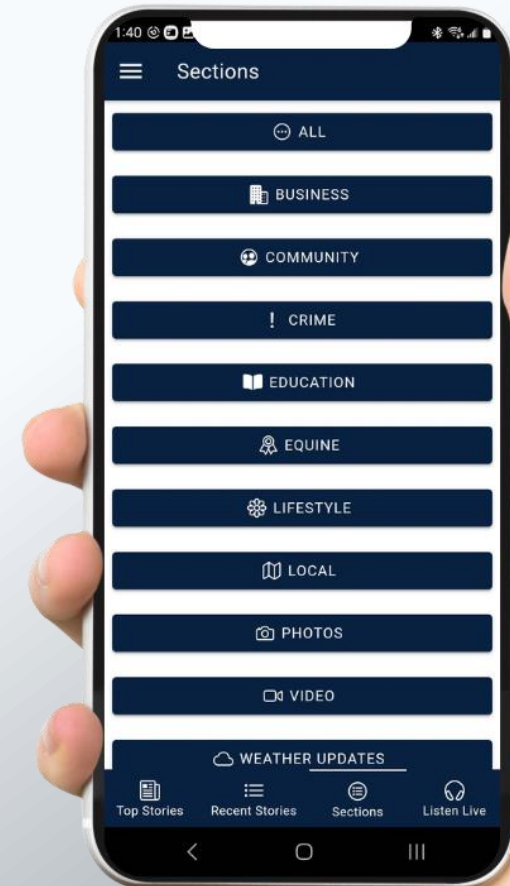 1:40
Sections
ALL
BUSINESS
COMMUNITY
! CRIME
EDUCATION
EQUINE
LIFESTYLE
LOCAL
PHOTOS
VIDEO
WEATHER UPDATES
Top Stories Recent Stories Sections Listen Live